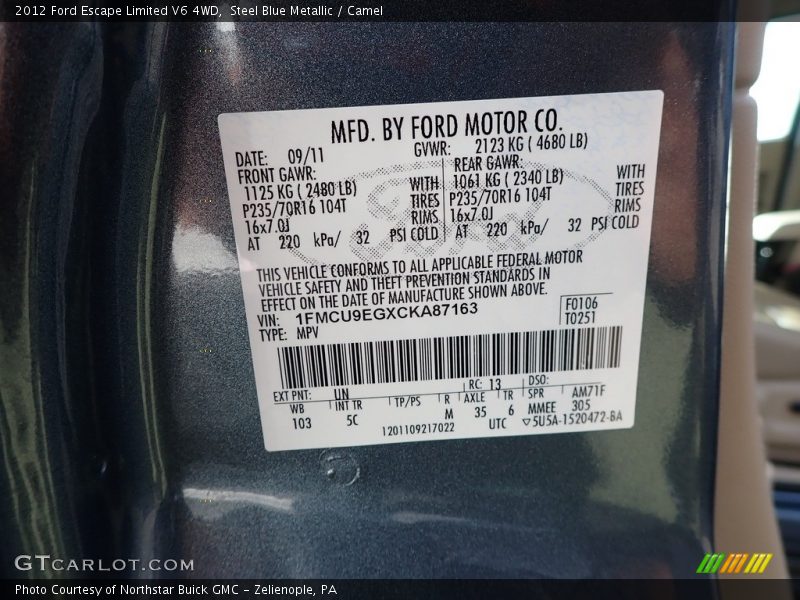 2012 Ford Escape Limited V6 4WD, Steel Blue Metallic / Camel
MFD. BY FORD MOTOR CO.
DATE: 09/11 GVWR: 2123 KG ( 4680 LB)
FRONT GAWR: REAR GAWR:
1125 KG ( 2480 LB) WITH 1061 KG ( 2340 LB) WITH
P235/70R16 104T TIRES P235/70R16 104T TIRES
16x7.0J RIMS 16x7.0J RIMS
AT 220 kPa/ 32 PSI COLD AT 220 kPa/ 32 PSI COLD
THIS VEHICLE CONFORMS TO ALL APPLICABLE FEDERAL MOTOR
VEHICLE SAFETY AND THEFT PREVENTION STANDARDS IN
EFFECT ON THE DATE OF MANUFACTURE SHOWN ABOVE.
VIN: 1FMCU9EGXCKA87163 F0106
TYPE: MPV T0251
EXT PNT: UN RC: 13 DSO:
WB INT TR TP/PS R AXLE TR SPR AM71F
103 5C M 35 6 MMEE 305
1201109217022 UTC ▽5U5A-1520472-BA
GTCARLOT.COM
Photo Courtesy of Northstar Buick GMC - Zelienople, PA